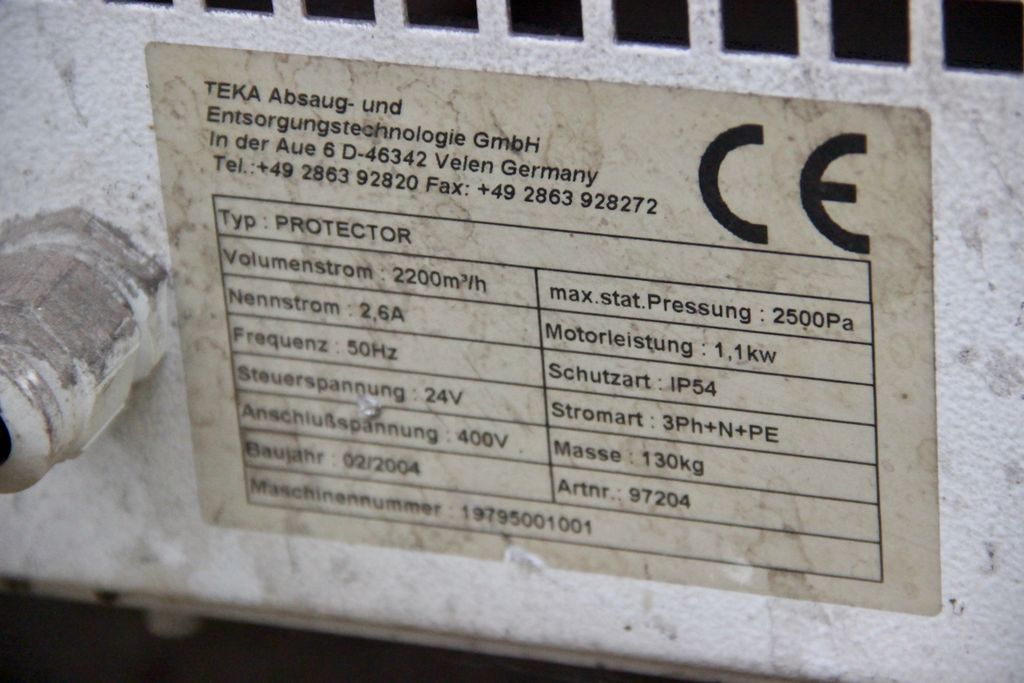 TEKA Absaug- und
Entsorgungstechnologie GmbH
In der Aue 6 D-46342 Velen Germany
Tel.:+49 2863 92820 Fax: +49 2863 928272
CE
Typ : PROTECTOR
Volumenstrom : 2200m³/h
max.stat.Pressung : 2500Pa
Nennstrom : 2,6A
Motorleistung : 1,1kw
Frequenz : 50Hz
Schutzart : IP54
Steuerspannung : 24V
Stromart : 3Ph+N+PE
Anschlußspannung : 400V
Masse : 130kg
Baujahr : 02/2004
Artnr.: 97204
Maschinennummer : 19795001001